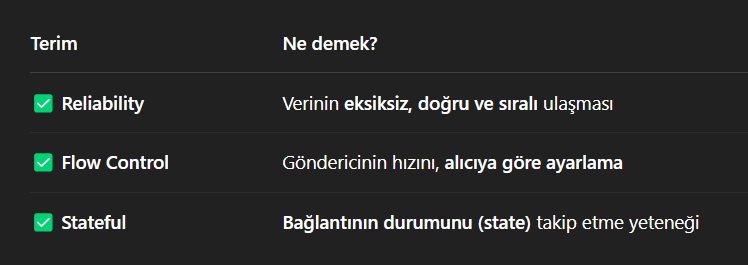 Terim Ne demek?
✅ Reliability Verinin eksiksiz, doğru ve sıralı ulaşması
✅ Flow Control Göndericinin hızını, alıcıya göre ayarlama
✅ Stateful Bağlantının durumunu (state) takip etme yeteneği